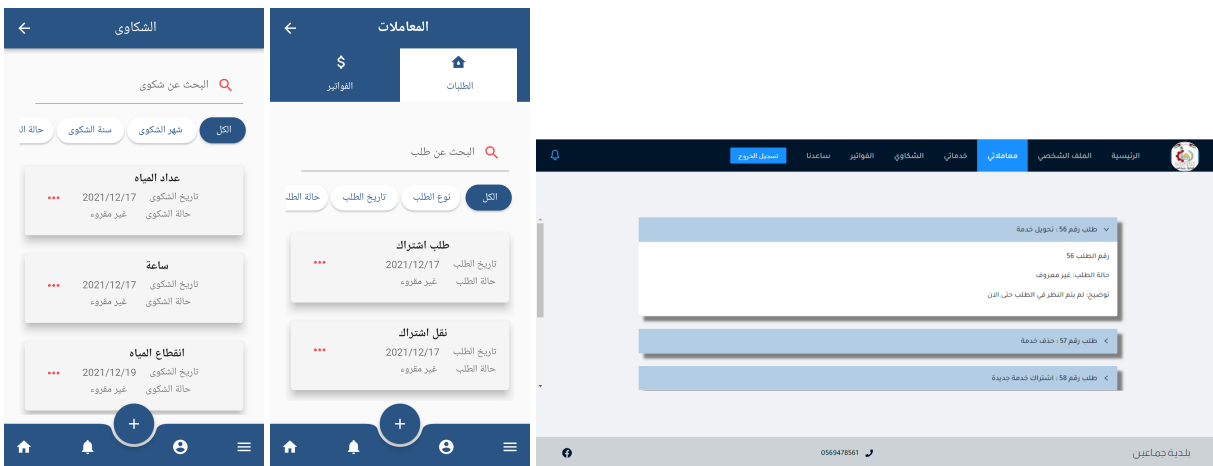 الشكاوى
البحث عن شكوى
الكل
شهر الشكوى
سنة الشكوى
حالة ال
عداد المياه
تاريخ الشكوى 2021/12/17
حالة الشكوى غير مقروء
ساعة
تاريخ الشكوى 2021/12/17
حالة الشكوى غير مقروء
انقطاع المياه
تاريخ الشكوى 2021/12/19
حالة الشكوى غير مقروء
المعاملات
الطلبات
الفواتير
البحث عن طلب
الكل
نوع الطلب
تاريخ الطلب
حالة الطلب
طلب اشتراك
تاريخ الطلب 2021/12/17
حالة الطلب غير مقروء
نقل اشتراك
تاريخ الطلب 2021/12/17
حالة الطلب غير مقروء
الرئيسية
الملف الشخصي
معاملاتي
خدماتي
الشكاوي
الفواتير
ساعدنا
تسجيل الخروج
طلب رقم 56 : تحويل خدمة
رقم الطلب 56
حالة الطلب: غير معروف
توضيح: لم يتم النظر في الطلب حتى الان
طلب رقم 57 : حذف خدمة
طلب رقم 58 : اشتراك خدمة جديدة
بلدية جماعين
0569478561